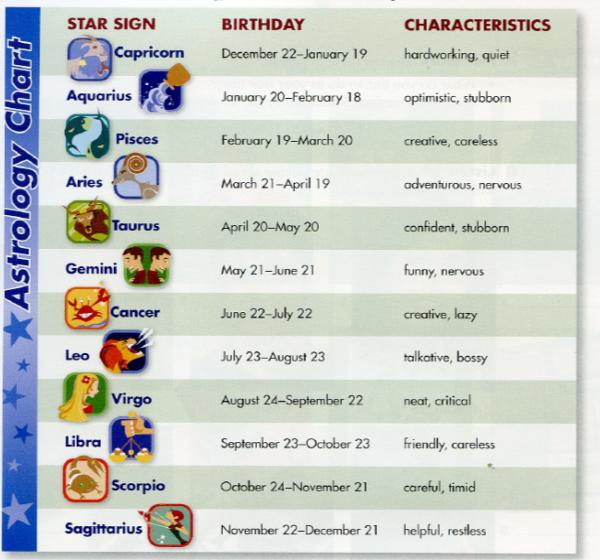 Astrology Chart
STAR SIGN BIRTHDAY CHARACTERISTICS
Capricorn December 22–January 19 hardworking, quiet
Aquarius January 20–February 18 optimistic, stubborn
Pisces February 19–March 20 creative, careless
Aries March 21–April 19 adventurous, nervous
Taurus April 20–May 20 confident, stubborn
Gemini May 21–June 21 funny, nervous
Cancer June 22–July 22 creative, lazy
Leo July 23–August 23 talkative, bossy
Virgo August 24–September 22 neat, critical
Libra September 23–October 23 friendly, careless
Scorpio October 24–November 21 careful, timid
Sagittarius November 22–December 21 helpful, restless